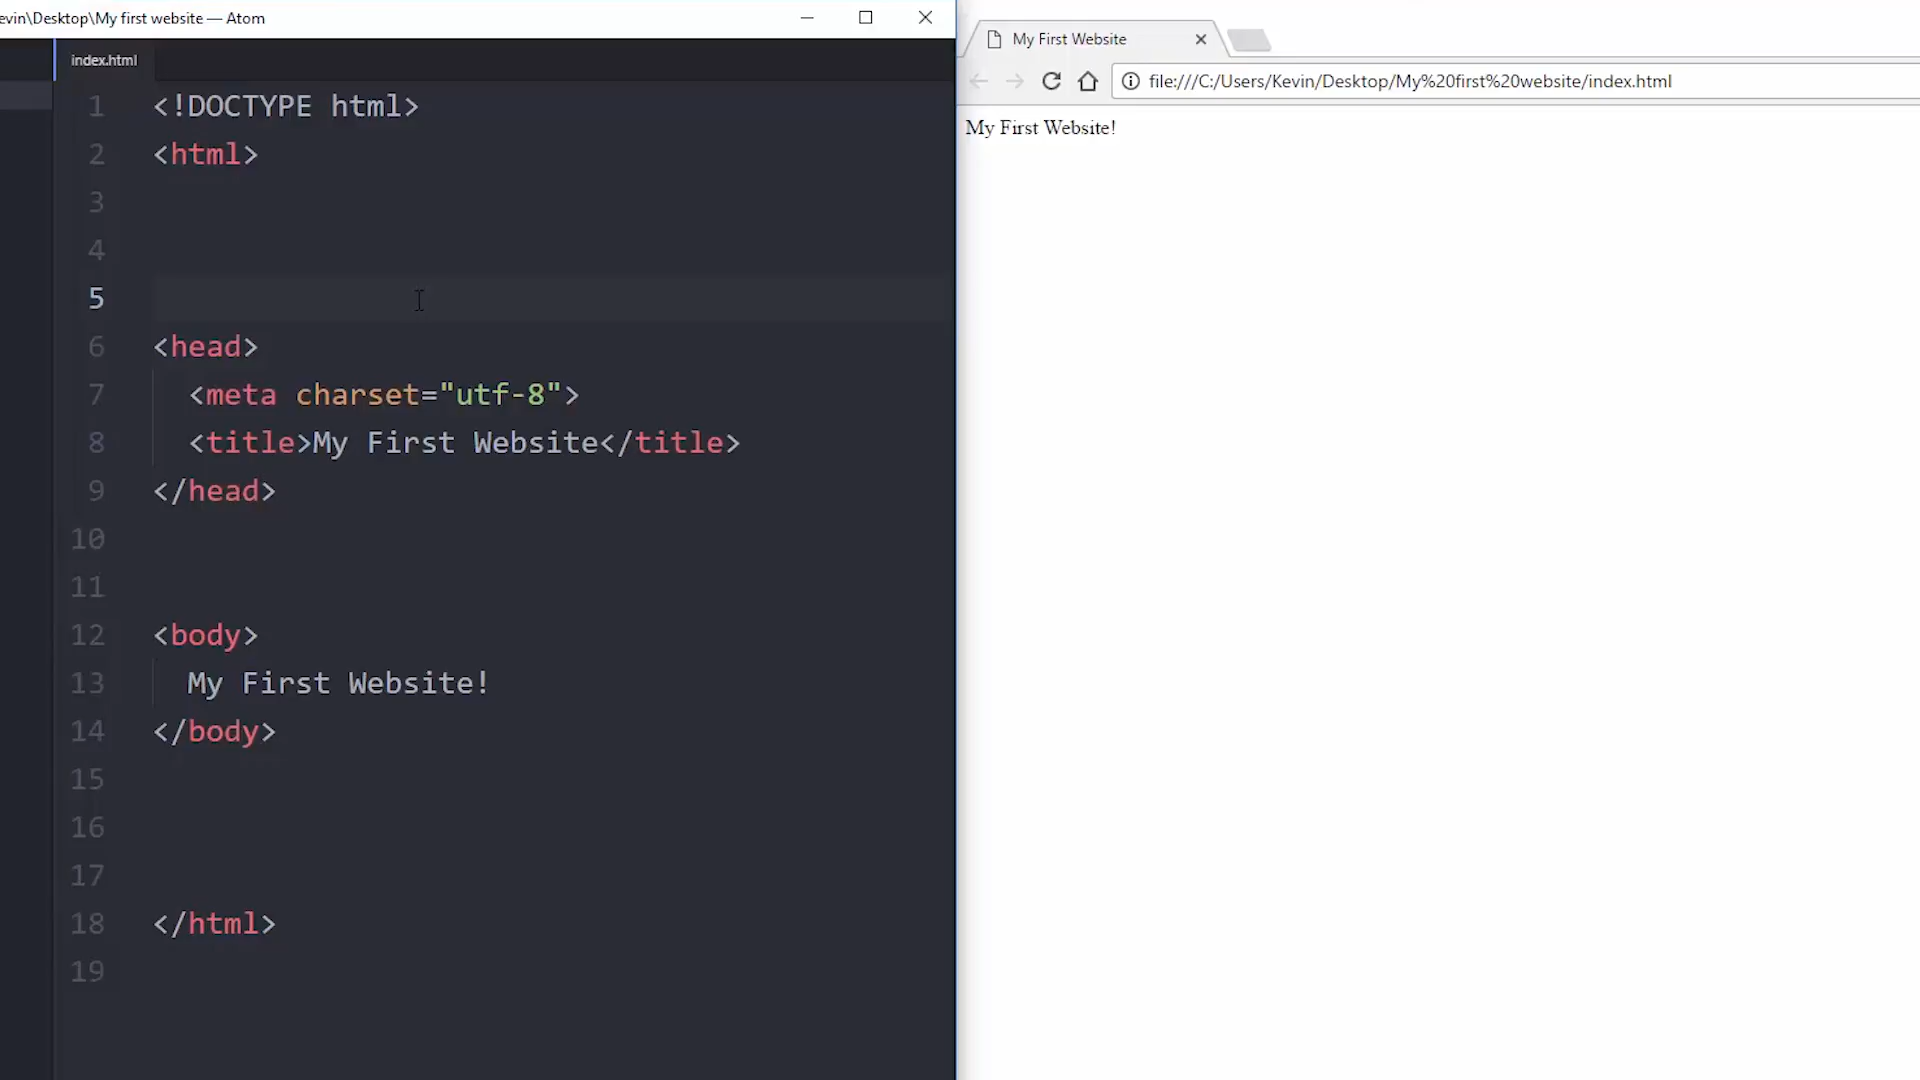 evin\Desktop\My first website — Atom
index.html
1 <!DOCTYPE html>
2 <html>
3
4
5
6 <head>
7 <meta charset="utf-8">
8 <title>My First Website</title>
9 </head>
10
11
12 <body>
13 My First Website!
14 </body>
15
16
17
18 </html>
19
My First Website
file:///C:/Users/Kevin/Desktop/My%20first%20website/index.html
My First Website!